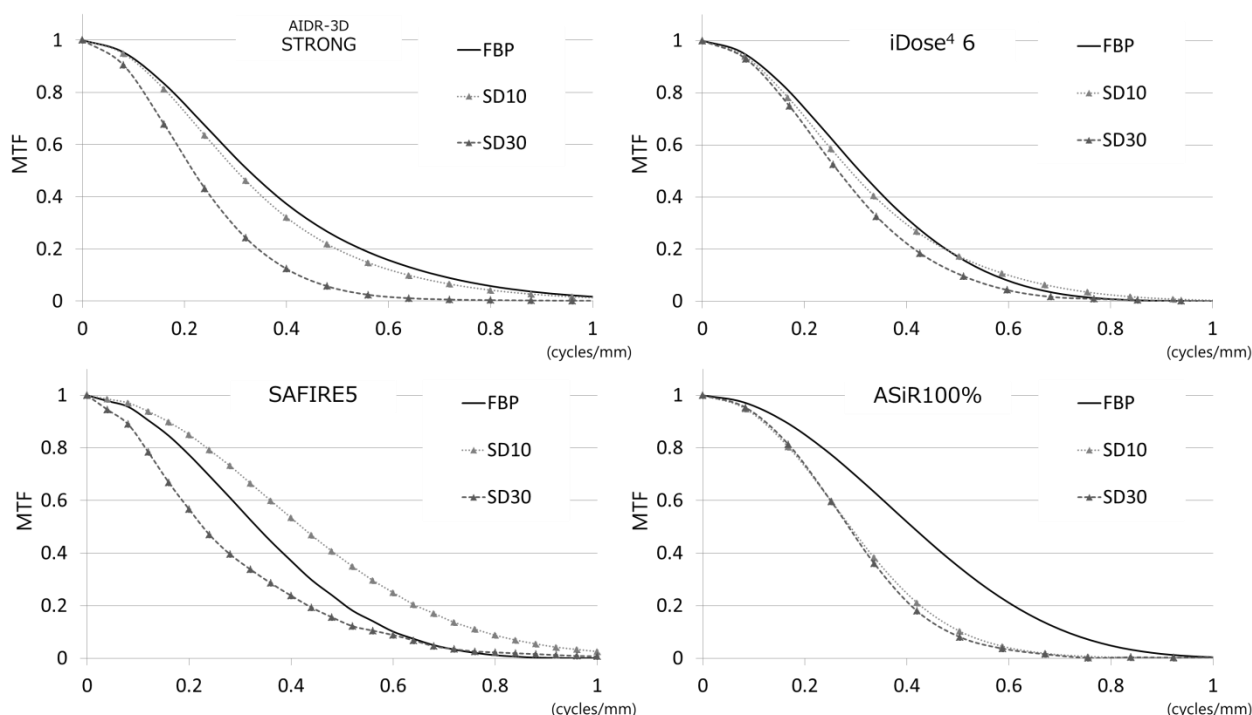 AIDR-3D
STRONG
FBP
SD10
SD30
MTF
1
0.8
0.6
0.4
0.2
0
0
0.2
0.4
0.6
0.8
1
(cycles/mm)
iDose⁴ 6
FBP
SD10
SD30
MTF
1
0.8
0.6
0.4
0.2
0
0
0.2
0.4
0.6
0.8
1
(cycles/mm)
SAFIRE5
FBP
SD10
SD30
MTF
1
0.8
0.6
0.4
0.2
0
0
0.2
0.4
0.6
0.8
1
(cycles/mm)
ASiR100%
FBP
SD10
SD30
MTF
1
0.8
0.6
0.4
0.2
0
0
0.2
0.4
0.6
0.8
1
(cycles/mm)